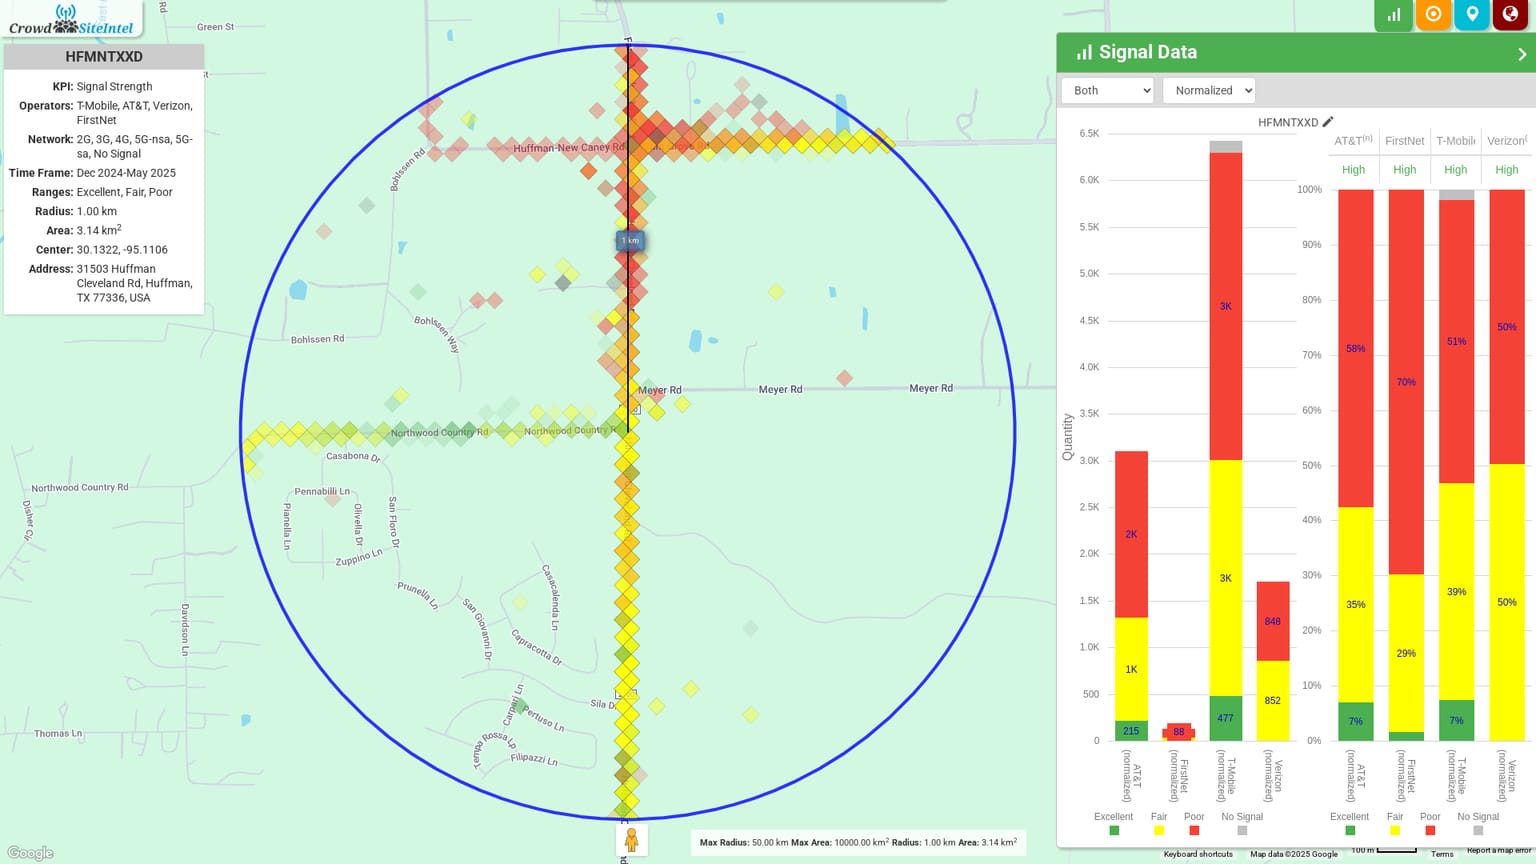 Crowd SiteIntel
Green St
HFMNTXXD
KPI: Signal Strength
Operators: T-Mobile, AT&T, Verizon,
FirstNet
Network: 2G, 3G, 4G, 5G-nsa, 5G-
sa, No Signal
Time Frame: Dec 2024-May 2025
Ranges: Excellent, Fair, Poor
Radius: 1.00 km
Area: 3.14 km²
Center: 30.1322, -95.1106
Address: 31503 Huffman
Cleveland Rd, Huffman,
TX 77336, USA
Huffman-New Caney Rd
Bohlssen Rd
1 km
Bohlssen Way
Bohlssen Rd
Meyer Rd
Meyer Rd
Meyer Rd
Northwood Country Rd
Northwood Country R
Casabona Dr
Northwood Country Rd
Pennabilli Ln
Disher Cir
Pianella Ln
Olivella Dr
San Floro Dr
Zuppino Ln
Prunella Ln
Casacalenda Ln
San Giovanni Dr
Davidson Ln
Capracotta Dr
Carpari Ln
Sila D
Pertuso Ln
Thomas Ln
Tempa Rossa Lp
Filipazzi Ln
Google
Max Radius: 50.00 km Max Area: 10000.00 km² Radius: 1.00 km Area: 3.14 km²
Signal Data
Both
Normalized
HFMNTXXD
AT&T(n)
FirstNet
T-Mobile
Verizon(
High
High
High
High
Quantity
6.5K
6.0K
5.5K
5.0K
4.5K
4.0K
3.5K
3.0K
2.5K
2.0K
1.5K
1.0K
500
0
2K
1K
215
88
3K
3K
477
848
852
AT&T
(normalized)
FirstNet
(normalized)
T-Mobile
(normalized)
Verizon
(normalized)
Excellent
Fair
Poor
No Signal
100%
90%
80%
70%
60%
50%
40%
30%
20%
10%
0%
58%
35%
7%
70%
29%
51%
39%
7%
50%
50%
AT&T
(normalized)
FirstNet
(normalized)
T-Mobile
(normalized)
Verizon
(normalized)
Excellent
Fair
Poor
No Signal
Keyboard shortcuts
Map data ©2025 Google
100 m
Terms
Report a map error